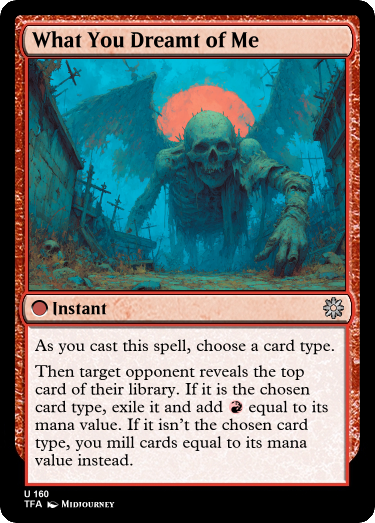 What You Dreamt of Me
Instant
As you cast this spell, choose a card type.
Then target opponent reveals the top
card of their library. If it is the chosen
card type, exile it and add equal to its
mana value. If it isn't the chosen card
type, you mill cards equal to its mana
value instead.
U 160
TFA Midjourney